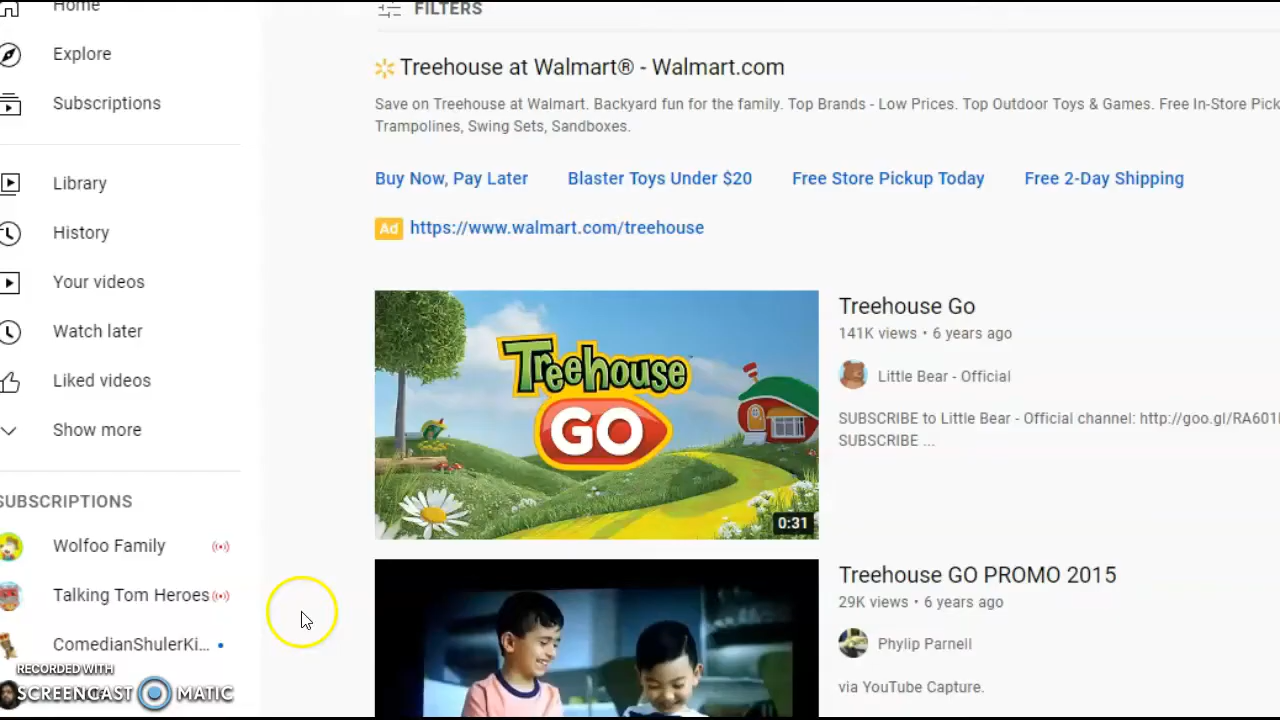 Home
Explore
Subscriptions
Library
History
Your videos
Watch later
Liked videos
Show more
SUBSCRIPTIONS
Wolfoo Family
Talking Tom Heroes
ComedianShulerKi...
RECORDED WITH
SCREENCAST MATIC
FILTERS
Treehouse at Walmart® - Walmart.com
Save on Treehouse at Walmart. Backyard fun for the family. Top Brands - Low Prices. Top Outdoor Toys & Games. Free In-Store Pick
Trampolines, Swing Sets, Sandboxes.
Buy Now, Pay Later Blaster Toys Under $20 Free Store Pickup Today Free 2-Day Shipping
Ad https://www.walmart.com/treehouse
Treehouse
GO
0:31
Treehouse Go
141K views • 6 years ago
Little Bear - Official
SUBSCRIBE to Little Bear - Official channel: http://goo.gl/RA601
SUBSCRIBE ...
Treehouse GO PROMO 2015
29K views • 6 years ago
Phylip Parnell
via YouTube Capture.